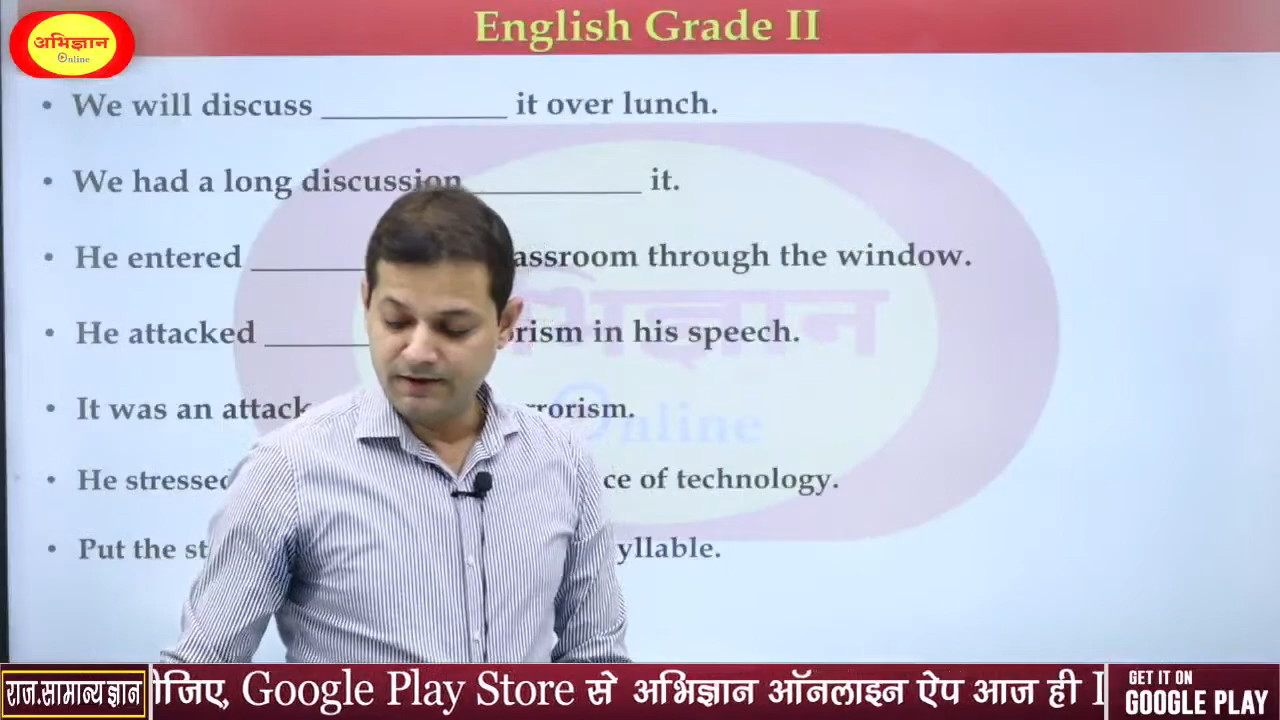 English Grade II
अभिज्ञान
Online
• We will discuss ____________ it over lunch.
• We had a long discussion ____________ it.
• He entered ________ assroom through the window.
• He attacked ________ orism in his speech.
• It was an attack rrorism.
• He stressed ce of technology.
• Put the st yllable.
भिज्ञान
Online
राज.सामान्य ज्ञान
जिए, Google Play Store से अभिज्ञान ऑनलाइन ऐप आज ही
GET IT ON
GOOGLE PLAY